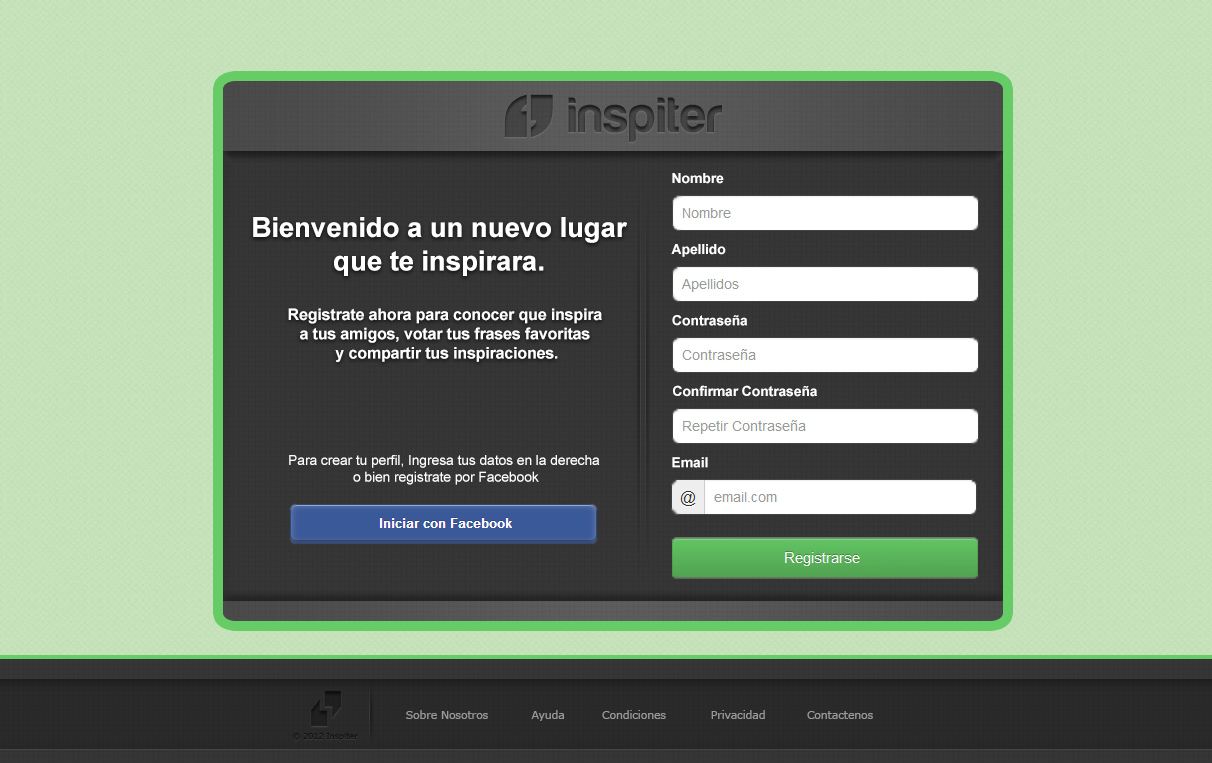 inspiter
Bienvenido a un nuevo lugar
que te inspirara.
Registrate ahora para conocer que inspira
a tus amigos, votar tus frases favoritas
y compartir tus inspiraciones.
Para crear tu perfil, Ingresa tus datos en la derecha
o bien registrate por Facebook
Iniciar con Facebook
Nombre
Nombre
Apellido
Apellidos
Contraseña
Contraseña
Confirmar Contraseña
Repetir Contraseña
Email
@ email.com
Registrarse
© 2012 Inspiter
Sobre Nosotros Ayuda Condiciones Privacidad Contactenos